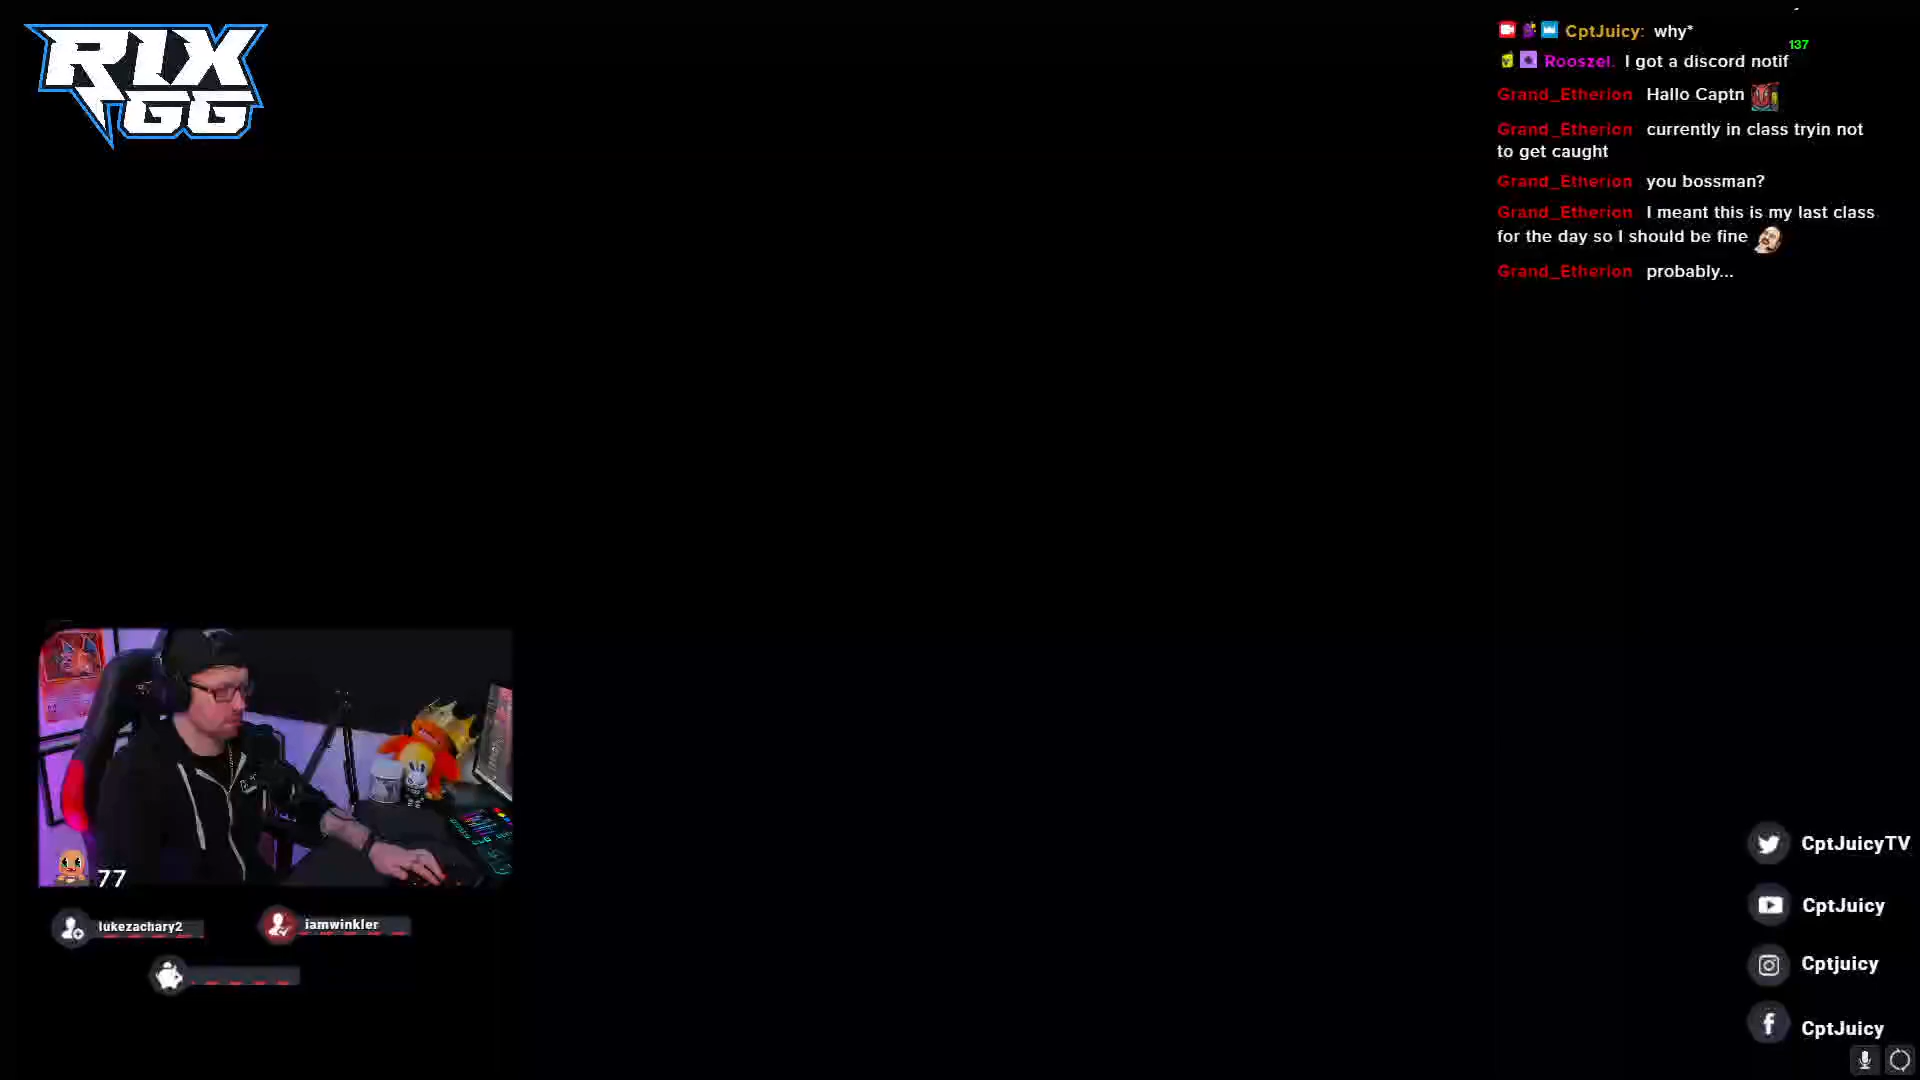 RIX
GG
CptJuicy: why*
137
Rooszel. I got a discord notif
Grand_Etherion Hallo Captn
Grand_Etherion currently in class tryin not
to get caught
Grand_Etherion you bossman?
Grand_Etherion I meant this is my last class
for the day so I should be fine
Grand_Etherion probably...
77
lukezachary2
iamwinkler
CptJuicyTV
CptJuicy
Cptjuicy
CptJuicy